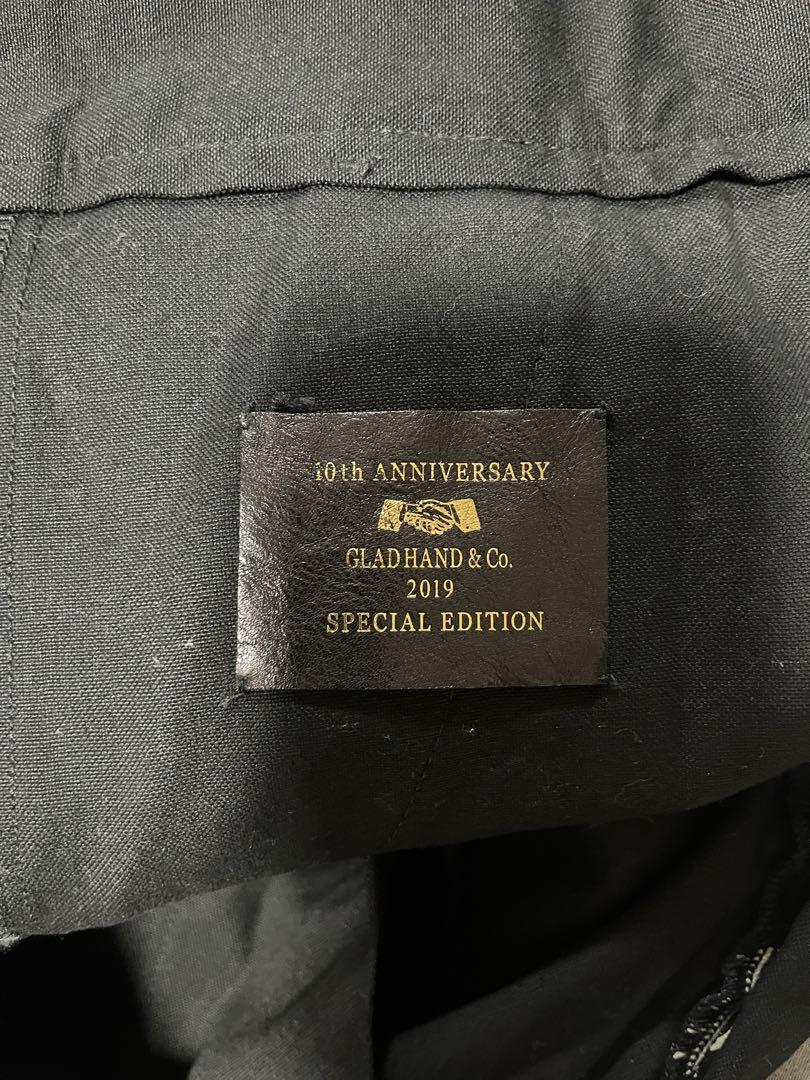 10th ANNIVERSARY
GLAD HAND & Co.
2019
SPECIAL EDITION